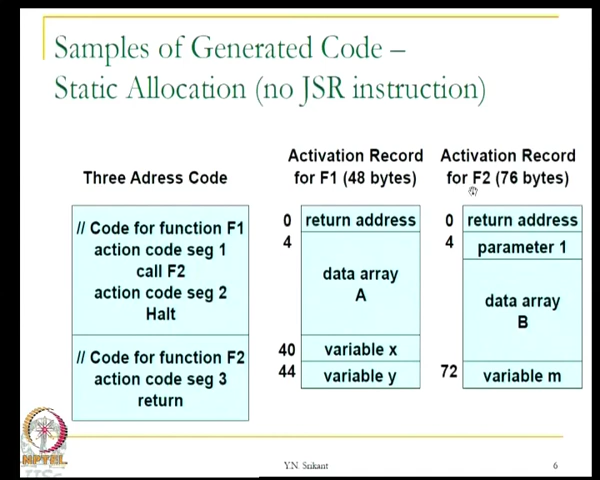 Samples of Generated Code –
Static Allocation (no JSR instruction)
Three Adress Code
Activation Record
for F1 (48 bytes)
Activation Record
for F2 (76 bytes)
// Code for function F1
action code seg 1
call F2
action code seg 2
Halt
// Code for function F2
action code seg 3
return
0 return address
4
data array
A
40 variable x
44 variable y
0 return address
4 parameter 1
data array
B
72 variable m
NPTEL
Y.N. Srikant
6